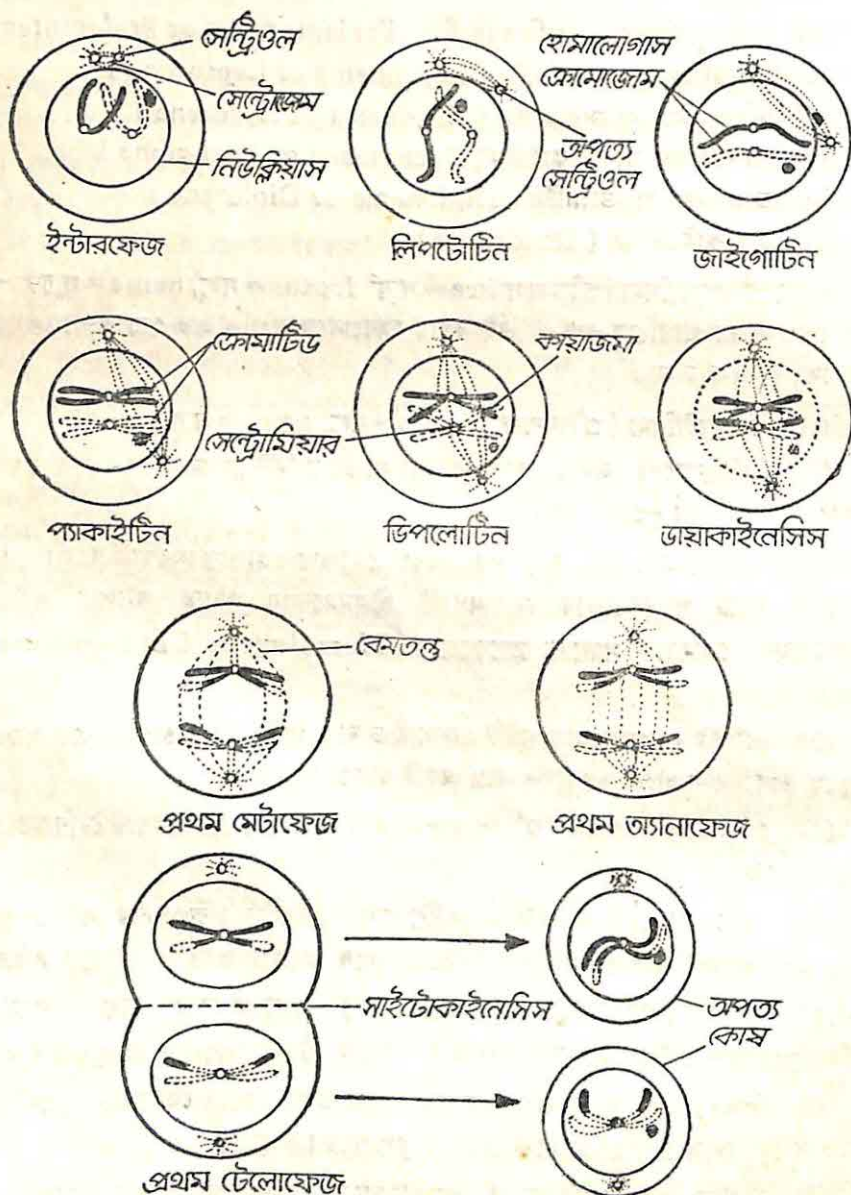 সেন্ট্রিওল
সেন্ট্রোজোম
নিউক্লিয়াস
ইন্টারফেজ
অপত্য
সেন্ট্রিওল
লিপটোটিন
হোমালোগাস
ক্রোমোজোম
জাইগোটিন
ক্রোমাটিড
সেন্ট্রোমিয়ার
কায়াজমা
প্যাকাইটিন
ডিপলোটিন
ডায়াকাইনেসিস
বেমতন্তু
প্রথম মেটাফেজ
প্রথম অ্যানাফেজ
সাইটোকাইনেসিস
অপত্য
কোষ
প্রথম টেলোফেজ